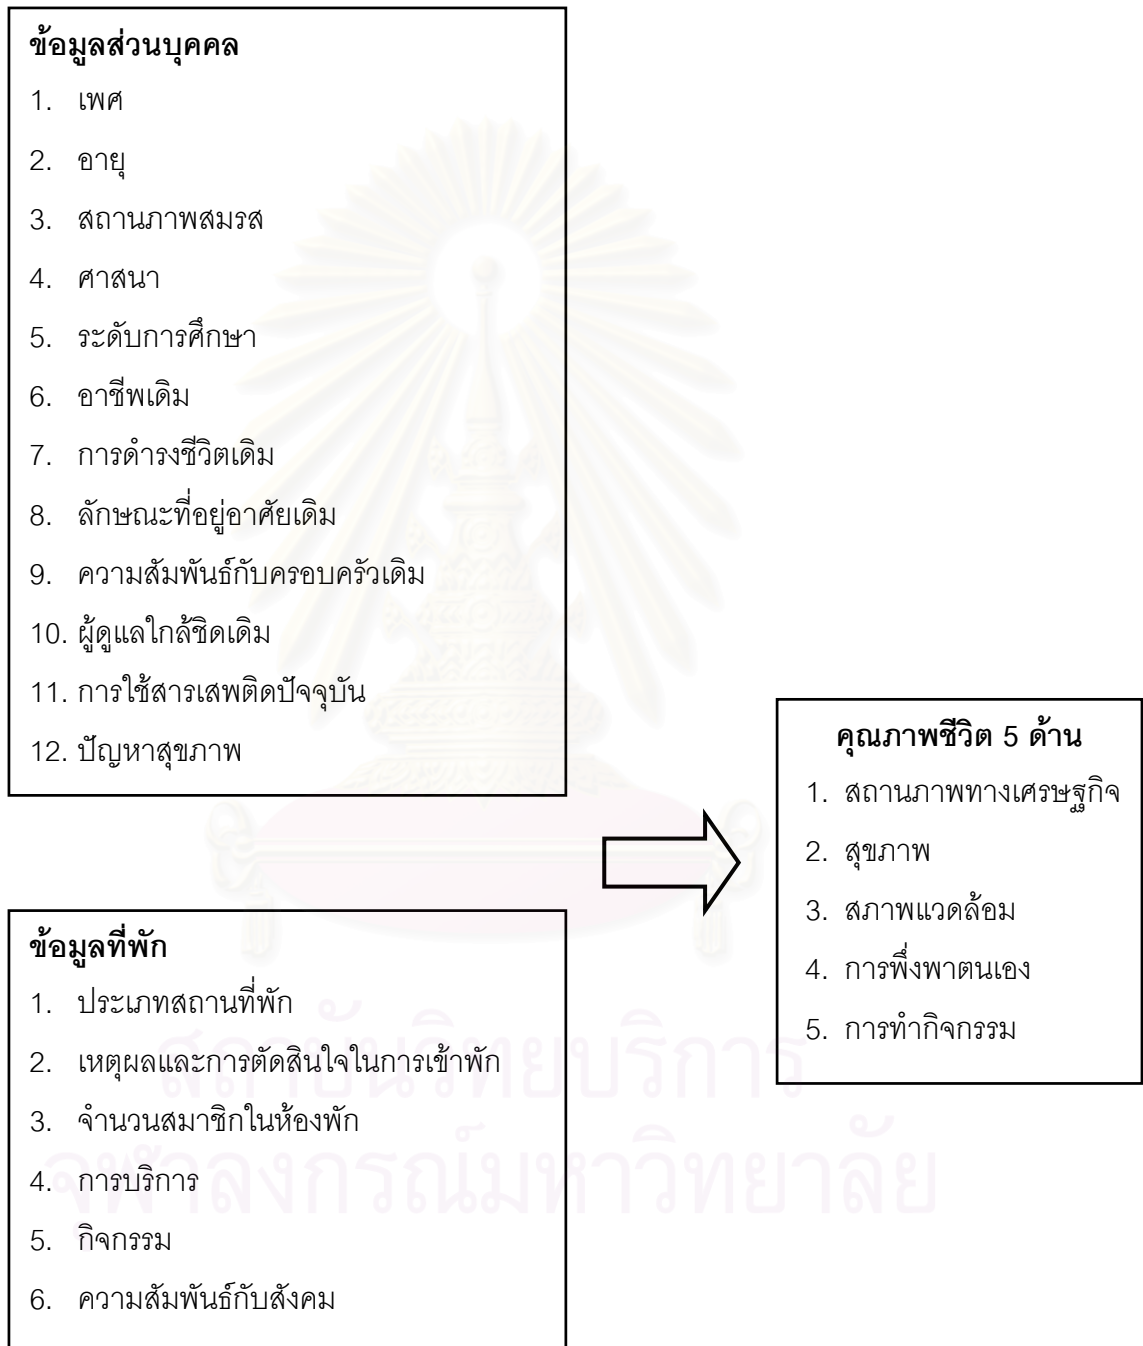 ข้อมูลส่วนบุคคล
1. เพศ
2. อายุ
3. สถานภาพสมรส
4. ศาสนา
5. ระดับการศึกษา
6. อาชีพเดิม
7. การดำรงชีวิตเดิม
8. ลักษณะที่อยู่อาศัยเดิม
9. ความสัมพันธ์กับครอบครัวเดิม
10. ผู้ดูแลใกล้ชิดเดิม
11. การใช้สารเสพติดปัจจุบัน
12. ปัญหาสุขภาพ
ข้อมูลที่พัก
1. ประเภทสถานที่พัก
2. เหตุผลและการตัดสินใจในการเข้าพัก
3. จำนวนสมาชิกในห้องพัก
4. การบริการ
5. กิจกรรม
6. ความสัมพันธ์กับสังคม
คุณภาพชีวิต 5 ด้าน
1. สถานภาพทางเศรษฐกิจ
2. สุขภาพ
3. สภาพแวดล้อม
4. การพึ่งพาตนเอง
5. การทำกิจกรรม
สถาบันวิทยบริการ
จุฬาลงกรณ์มหาวิทยาลัย